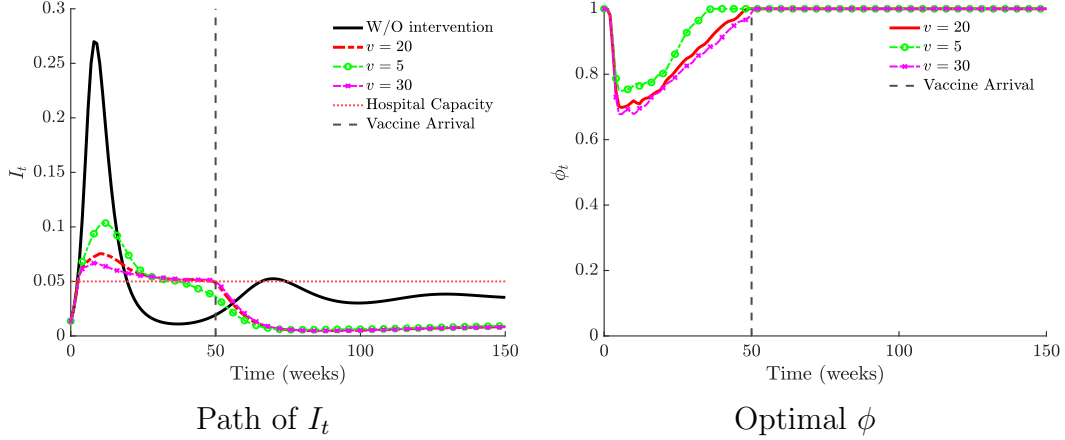 0.3
0.25
0.2
0.15
0.1
0.05
0
I_t
0
50
100
150
Time (weeks)
W/O intervention
v = 20
v = 5
v = 30
Hospital Capacity
Vaccine Arrival
Path of I_t
1
0.8
0.6
0.4
0.2
0
ϕ_t
0
50
100
150
Time (weeks)
v = 20
v = 5
v = 30
Vaccine Arrival
Optimal ϕ